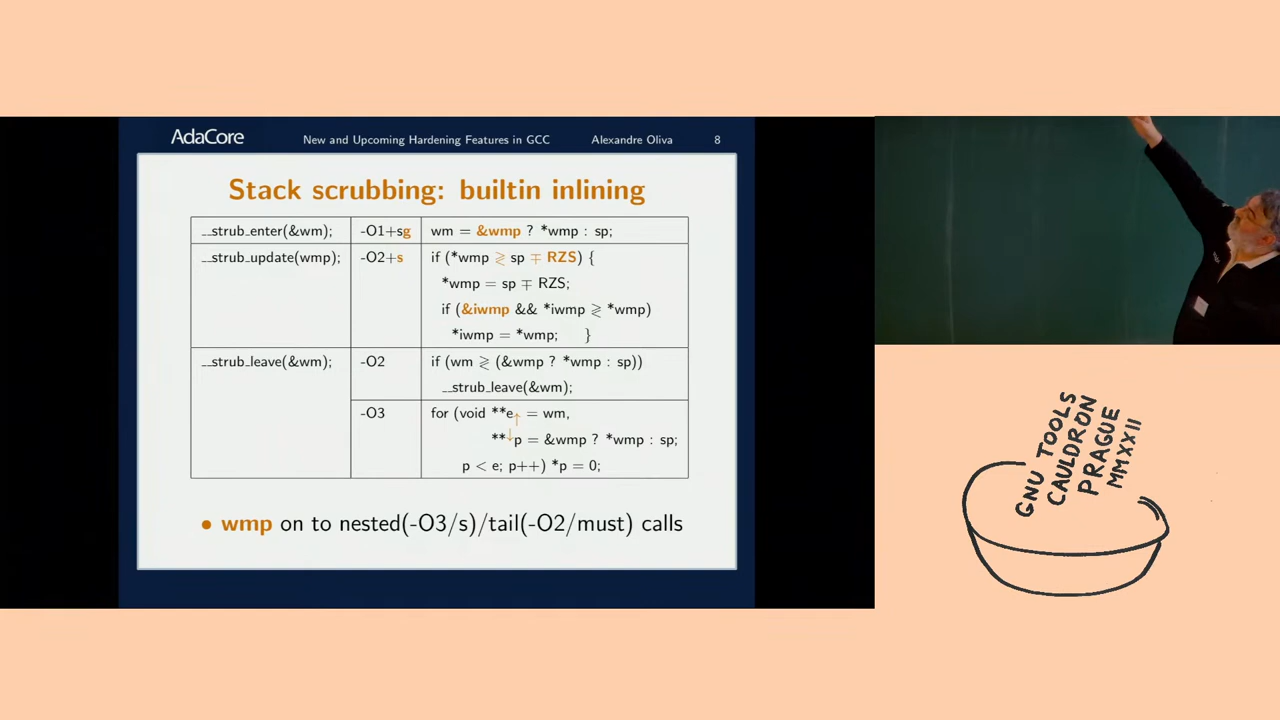 AdaCore New and Upcoming Hardening Features in GCC Alexandre Oliva 8
Stack scrubbing: builtin inlining
__strub_enter(&wm); -O1+sg wm = &wmp ? *wmp : sp;
__strub_update(wmp); -O2+s if (*wmp ≷ sp ∓ RZS) {
*wmp = sp ∓ RZS;
if (&iwmp && *iwmp ≷ *wmp)
*iwmp = *wmp; }
__strub_leave(&wm); -O2 if (wm ≷ (&wmp ? *wmp : sp))
__strub_leave(&wm);
-O3 for (void **e↑ = wm,
**↓p = &wmp ? *wmp : sp;
p < e; p++) *p = 0;
• wmp on to nested(-O3/s)/tail(-O2/must) calls
GNU TOOLS
CAULDRON
PRAGUE
MMXXII